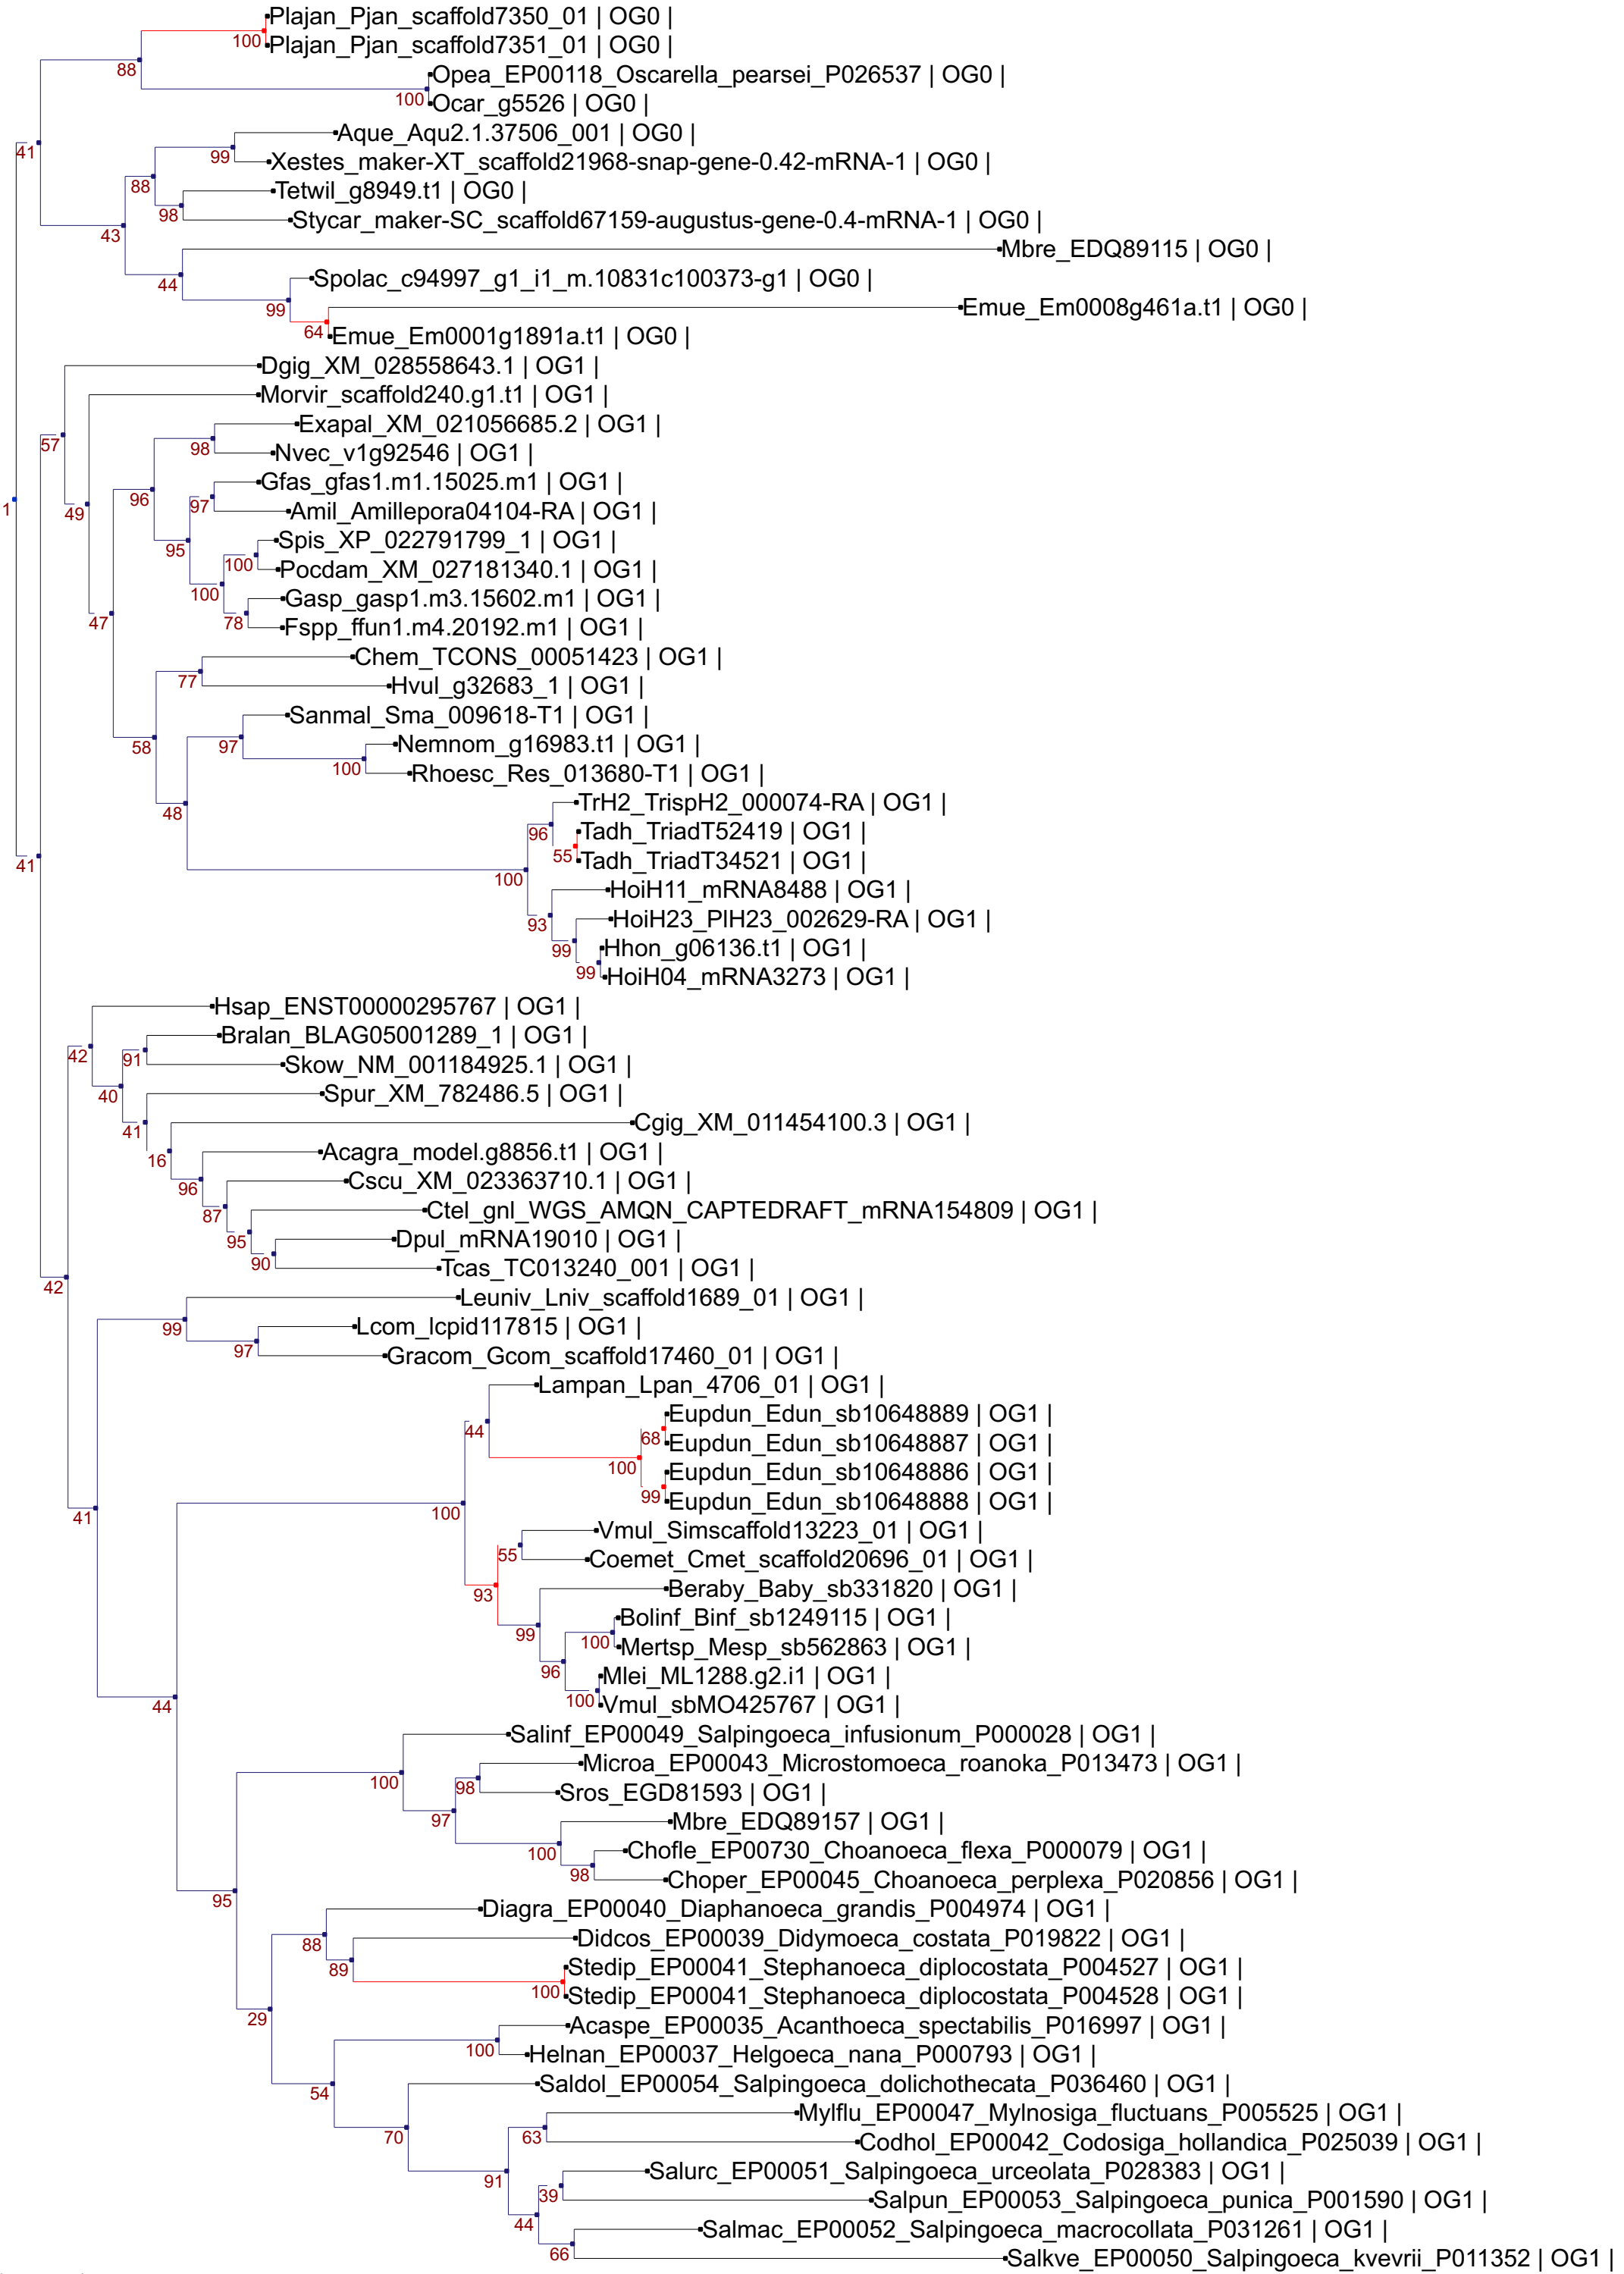 Plajan_Pjan_scaffold7350_01 | OG0 |
100
Plajan_Pjan_scaffold7351_01 | OG0 |
88
Opea_EP00118_Oscarella_pearsei_P026537 | OG0 |
100
Ocar_g5526 | OG0 |
Aque_Aqu2.1.37506_001 | OG0 |
41
99
Xestes_maker-XT_scaffold21968-snap-gene-0.42-mRNA-1 | OG0 |
88
Tetwil_g8949.t1 | OG0 |
98
Stycar_maker-SC_scaffold67159-augustus-gene-0.4-mRNA-1 | OG0 |
43
Mbre_EDQ89115 | OG0 |
44
Spolac_c94997_g1_i1_m.10831c100373-g1 | OG0 |
99
Emue_Em0008g461a.t1 | OG0 |
64
Emue_Em0001g1891a.t1 | OG0 |
Dgig_XM_028558643.1 | OG1 |
Morvir_scaffold240.g1.t1 | OG1 |
Exapal_XM_021056685.2 | OG1 |
57
98
Nvec_v1g92546 | OG1 |
Gfas_gfas1.m1.15025.m1 | OG1 |
96
97
1
49
Amil_Amillepora04104-RA | OG1 |
Spis_XP_022791799_1 | OG1 |
95
100
Pocdam_XM_027181340.1 | OG1 |
100
Gasp_gasp1.m3.15602.m1 | OG1 |
47
78
Fspp_ffun1.m4.20192.m1 | OG1 |
Chem_TCONS_00051423 | OG1 |
77
Hvul_g32683_1 | OG1 |
Sanmal_Sma_009618-T1 | OG1 |
58
97
Nemnom_g16983.t1 | OG1 |
100
Rhoesc_Res_013680-T1 | OG1 |
TrH2_TrispH2_000074-RA | OG1 |
48
96
Tadh_TriadT52419 | OG1 |
55
Tadh_TriadT34521 | OG1 |
41
100
HoiH11_mRNA8488 | OG1 |
93
HoiH23_PlH23_002629-RA | OG1 |
99
Hhon_g06136.t1 | OG1 |
99
HoiH04_mRNA3273 | OG1 |
Hsap_ENST00000295767 | OG1 |
Bralan_BLAG05001289_1 | OG1 |
42
91
Skow_NM_001184925.1 | OG1 |
40
Spur_XM_782486.5 | OG1 |
41
Cgig_XM_011454100.3 | OG1 |
16
Acagra_model.g8856.t1 | OG1 |
96
Cscu_XM_023363710.1 | OG1 |
87
Ctel_gnl_WGS_AMQN_CAPTEDRAFT_mRNA154809 | OG1 |
95
Dpul_mRNA19010 | OG1 |
90
Tcas_TC013240_001 | OG1 |
42
Leuniv_Lniv_scaffold1689_01 | OG1 |
99
Lcom_lcpid117815 | OG1 |
97
Gracom_Gcom_scaffold17460_01 | OG1 |
Lampan_Lpan_4706_01 | OG1 |
44
Eupdun_Edun_sb10648889 | OG1 |
68
Eupdun_Edun_sb10648887 | OG1 |
100
Eupdun_Edun_sb10648886 | OG1 |
99
Eupdun_Edun_sb10648888 | OG1 |
41
100
Vmul_Simscaffold13223_01 | OG1 |
55
Coemet_Cmet_scaffold20696_01 | OG1 |
93
Beraby_Baby_sb331820 | OG1 |
Bolinf_Binf_sb1249115 | OG1 |
99
100
Mertsp_Mesp_sb562863 | OG1 |
96
Mlei_ML1288.g2.i1 | OG1 |
44
100
Vmul_sbMO425767 | OG1 |
Salinf_EP00049_Salpingoeca_infusionum_P000028 | OG1 |
Microa_EP00043_Microstomoeca_roanoka_P013473 | OG1 |
100
98
Sros_EGD81593 | OG1 |
97
Mbre_EDQ89157 | OG1 |
100
Chofle_EP00730_Choanoeca_flexa_P000079 | OG1 |
98
Choper_EP00045_Choanoeca_perplexa_P020856 | OG1 |
95
Diagra_EP00040_Diaphanoeca_grandis_P004974 | OG1 |
88
Didcos_EP00039_Didymoeca_costata_P019822 | OG1 |
89
Stedip_EP00041_Stephanoeca_diplocostata_P004527 | OG1 |
100
Stedip_EP00041_Stephanoeca_diplocostata_P004528 | OG1 |
29
Acaspe_EP00035_Acanthoeca_spectabilis_P016997 | OG1 |
100
Helnan_EP00037_Helgoeca_nana_P000793 | OG1 |
54
Saldol_EP00054_Salpingoeca_dolichothecata_P036460 | OG1 |
Mylflu_EP00047_Mylnosiga_fluctuans_P005525 | OG1 |
70
63
Codhol_EP00042_Codosiga_hollandica_P025039 | OG1 |
91
Salurc_EP00051_Salpingoeca_urceolata_P028383 | OG1 |
39
Salpun_EP00053_Salpingoeca_punica_P001590 | OG1 |
44
Salmac_EP00052_Salpingoeca_macrocollata_P031261 | OG1 |
66
Salkve_EP00050_Salpingoeca_kvevrii_P011352 | OG1 |